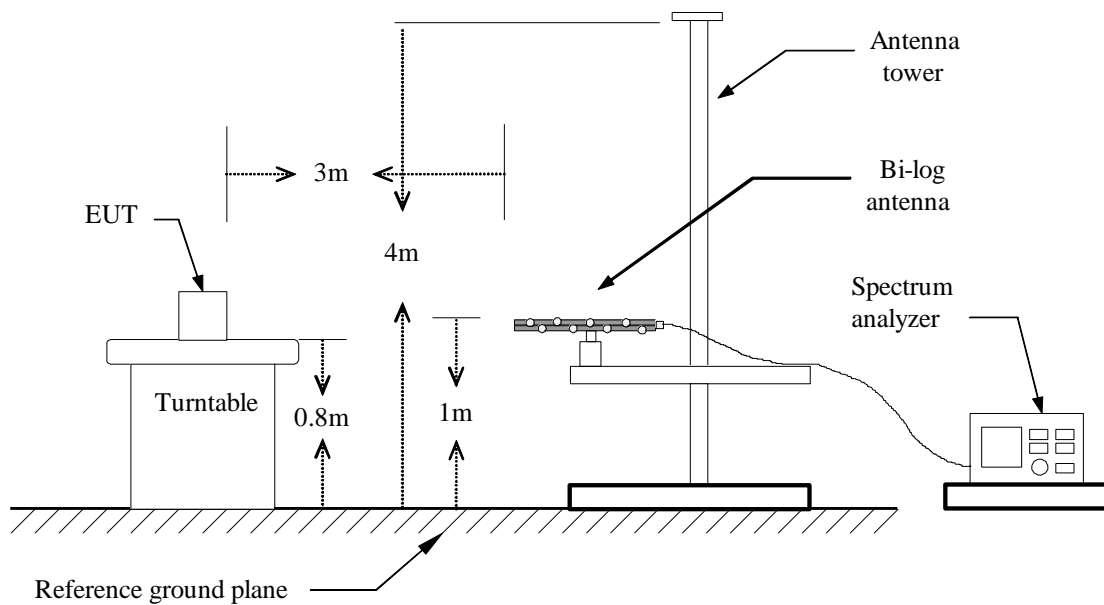 Antenna
tower
3m
Bi-log
antenna
EUT
4m
Spectrum
analyzer
Turntable
0.8m
1m
Reference ground plane